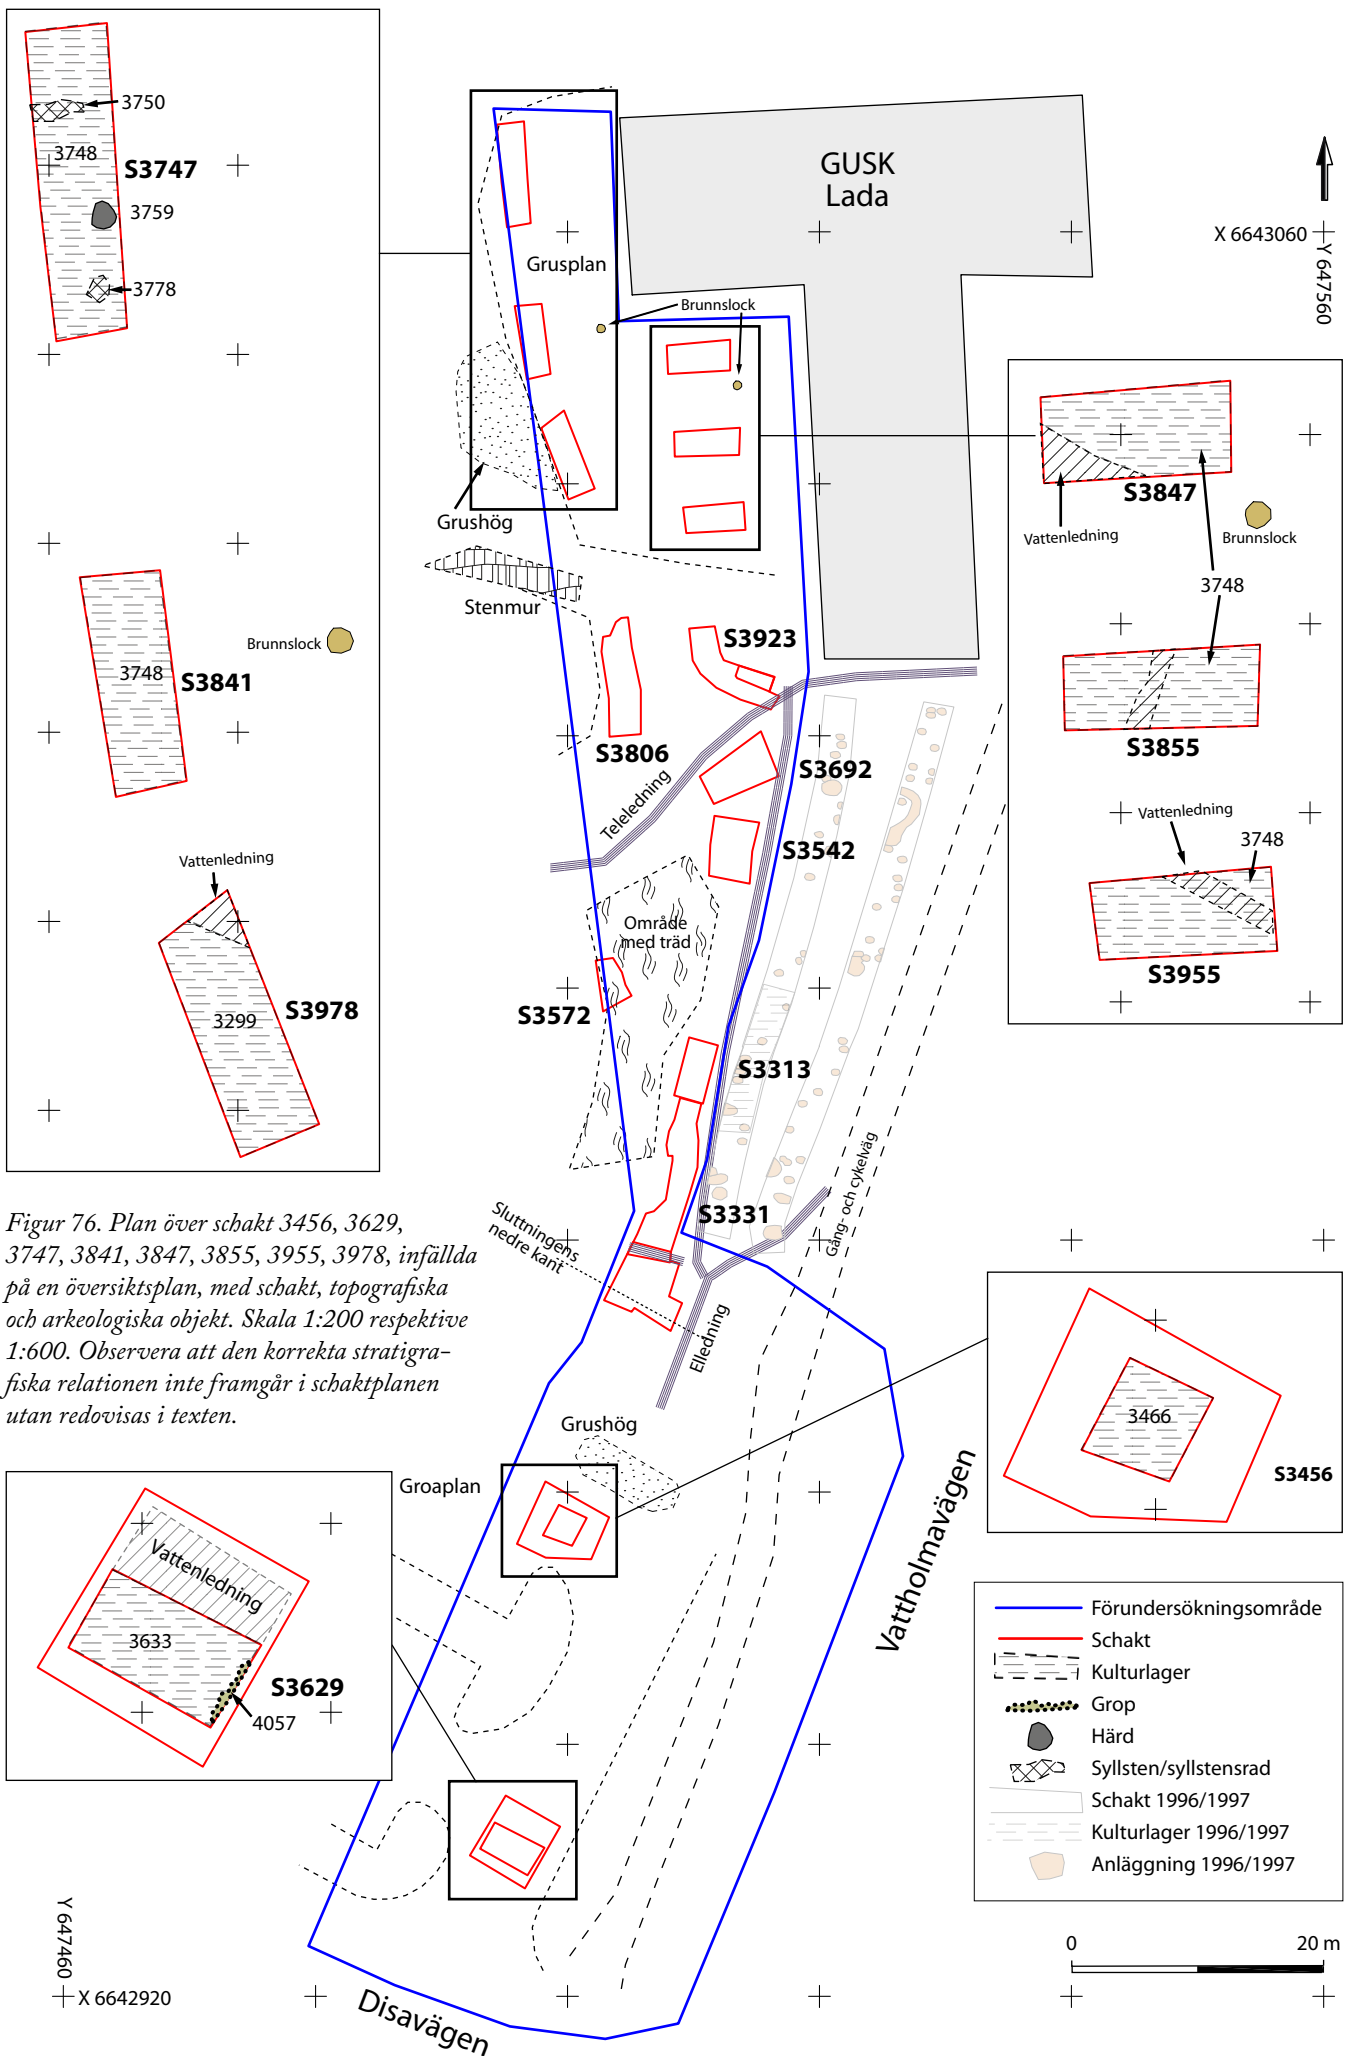 3750
3748
S3747
3759
3778
3748
S3841
Brunnslock
Vattenledning
3299
S3978
GUSK
Lada
Grusplan
Brunnslock
Grushög
Stenmur
X 6643060
Y 647560
S3847
Vattenledning
Brunnslock
3748
S3855
Vattenledning
3748
S3955
S3923
S3806
S3692
Teleledning
S3542
Område
med träd
S3572
S3313
S3331
Gång- och cykelväg
Sluttningens
nedre kant
Elledning
Figur 76. Plan över schakt 3456, 3629,
3747, 3841, 3847, 3855, 3955, 3978, infällda
på en översiktsplan, med schakt, topografiska
och arkeologiska objekt. Skala 1:200 respektive
1:600. Observera att den korrekta stratigra-
fiska relationen inte framgår i schaktplanen
utan redovisas i texten.
Grushög
Groaplan
3466
S3456
Vattholmavägen
Vattenledning
3633
S3629
4057
Förundersökningsområde
Schakt
Kulturlager
Grop
Härd
Syllsten/syllstensrad
Schakt 1996/1997
Kulturlager 1996/1997
Anläggning 1996/1997
0 20 m
Y 647460
X 6642920
Disavägen